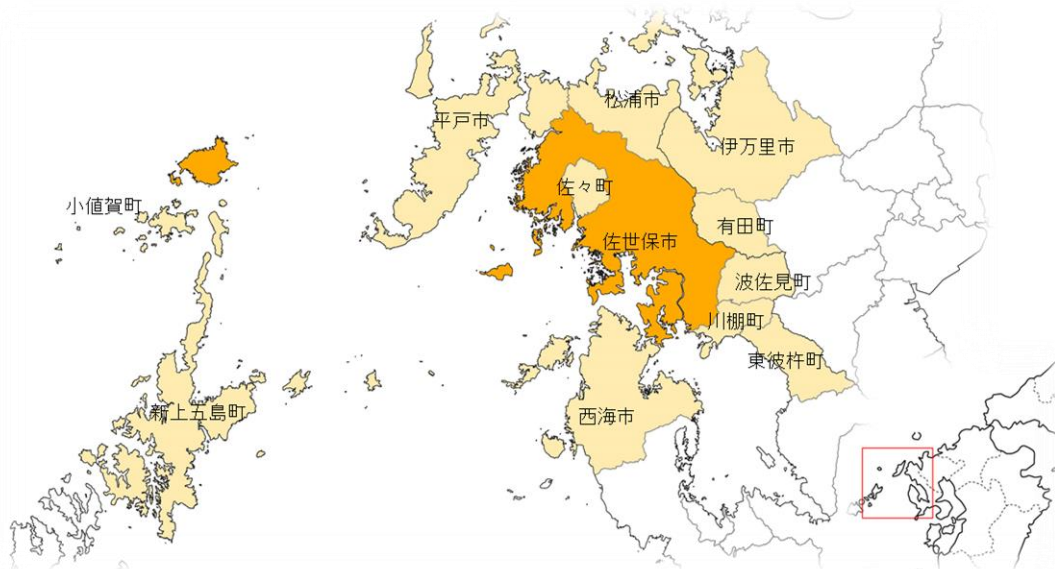 松浦市
平戸市
伊万里市
佐々町
小値賀町
有田町
佐世保市
波佐見町
川棚町
東彼杵町
新上五島町
西海市